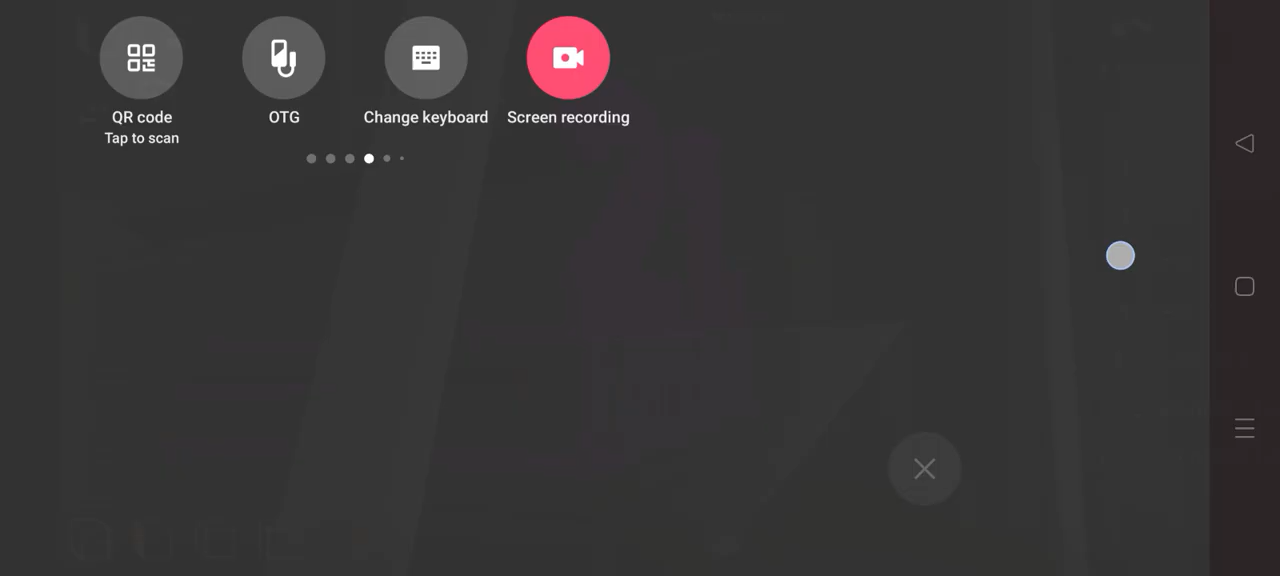 QR code
Tap to scan
OTG
Change keyboard
Screen recording